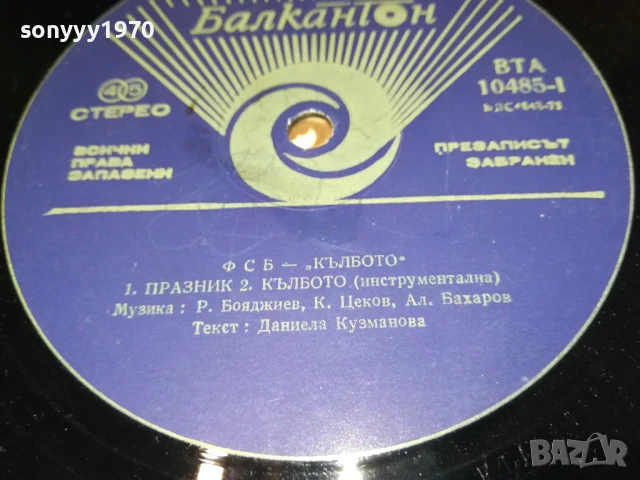 sonyyy1970
Балкантон
ВТА
10485-I
СТЕРЕО
ВСИЧКИ
ПРАВА
ЗАПАЗЕНИ
ПРЕЗАПИСЪТ
ЗАБРАНЕН
ФСБ — „КЪЛБОТО"
1. ПРАЗНИК 2. КЪЛБОТО (инструментална)
Музика : Р. Бояджиев, К. Цеков, Ал. Бахаров
Текст : Даниела Кузманова
BAZAR